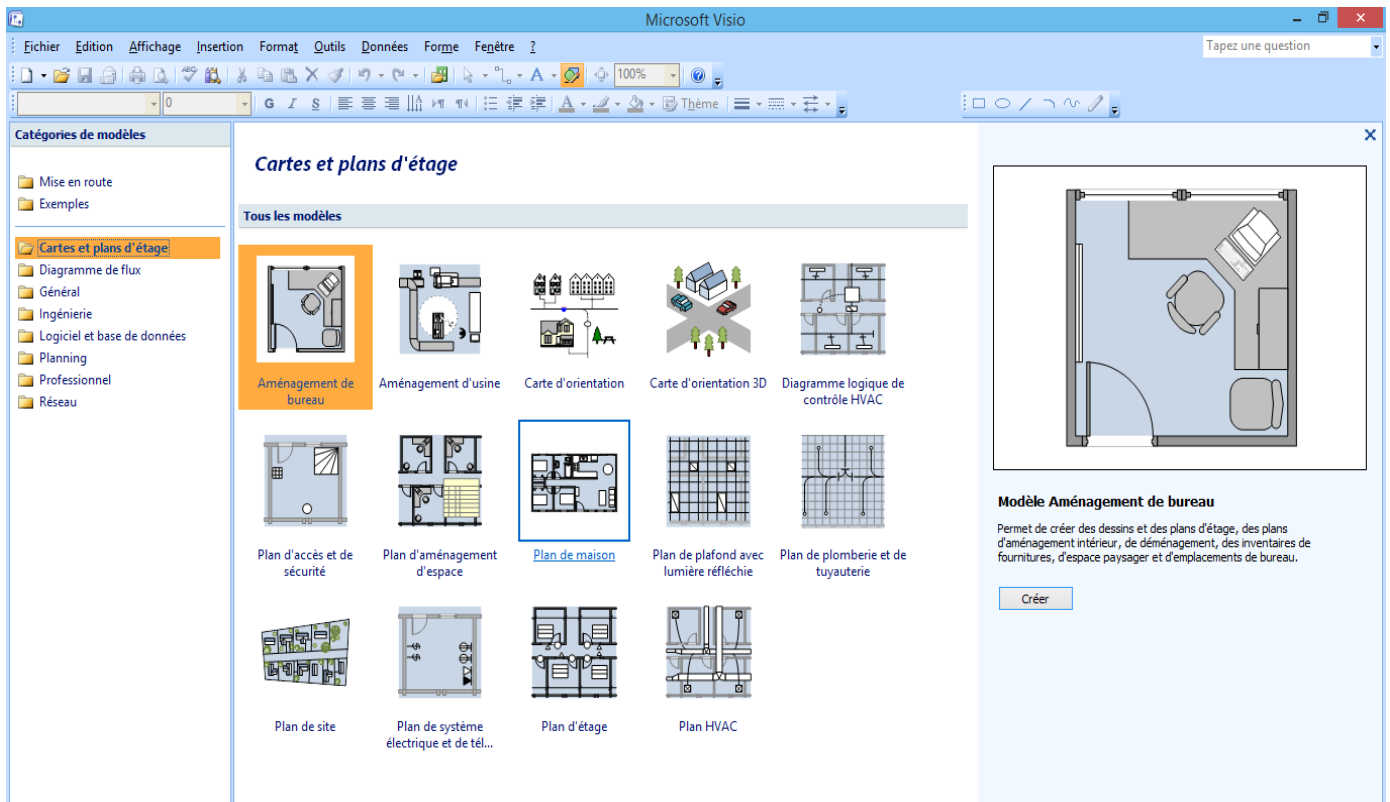 Microsoft Visio
Fichier Edition Affichage Insertion Format Outils Données Forme Fenêtre ?
Tapez une question
100%
0
G I S
A
Thème
Catégories de modèles
Mise en route
Exemples
Cartes et plans d'étage
Diagramme de flux
Général
Ingénierie
Logiciel et base de données
Planning
Professionnel
Réseau
Cartes et plans d'étage
Tous les modèles
Aménagement de
bureau
Aménagement d'usine
Carte d'orientation
Carte d'orientation 3D
Diagramme logique de
contrôle HVAC
Plan d'accès et de
sécurité
Plan d'aménagement
d'espace
Plan de maison
Plan de plafond avec
lumière réfléchie
Plan de plomberie et de
tuyauterie
Plan de site
Plan de système
électrique et de tél...
Plan d'étage
Plan HVAC
Modèle Aménagement de bureau
Permet de créer des dessins et des plans d'étage, des plans
d'aménagement intérieur, de déménagement, des inventaires de
fournitures, d'espace paysager et d'emplacements de bureau.
Créer